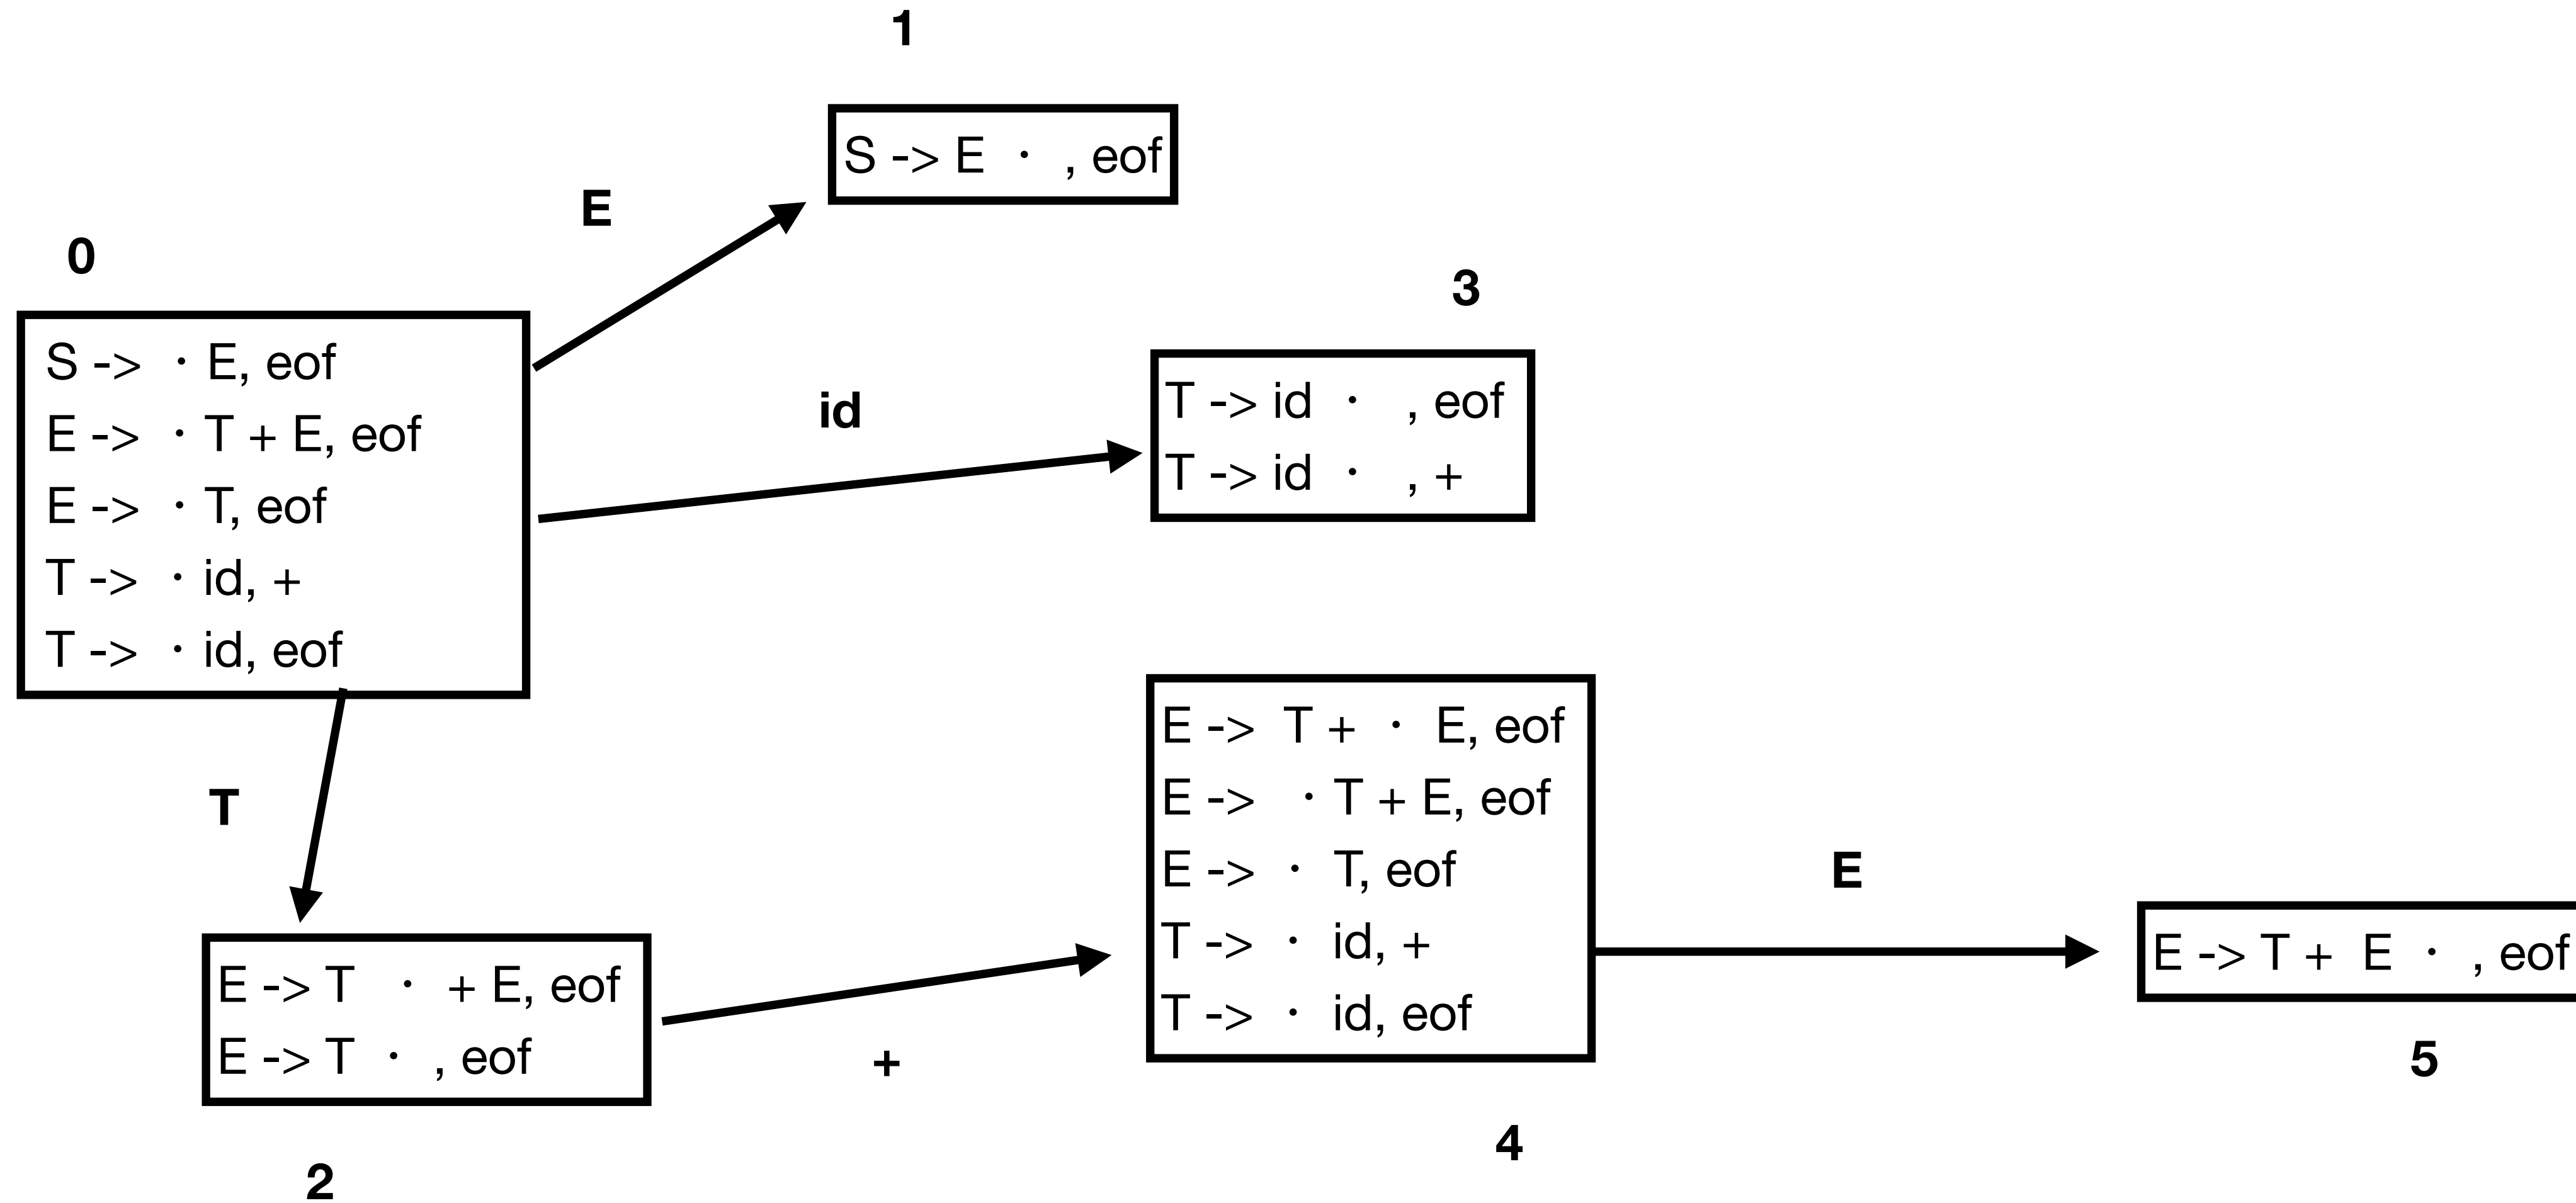 1
S -> E · , eof
E
0
S -> · E, eof
E -> · T + E, eof
E -> · T, eof
T -> · id, +
T -> · id, eof
id
3
T -> id · , eof
T -> id · , +
T
2
E -> T · + E, eof
E -> T · , eof
+
4
E -> T + · E, eof
E -> · T + E, eof
E -> · T, eof
T -> · id, +
T -> · id, eof
E
E -> T + E · , eof
5